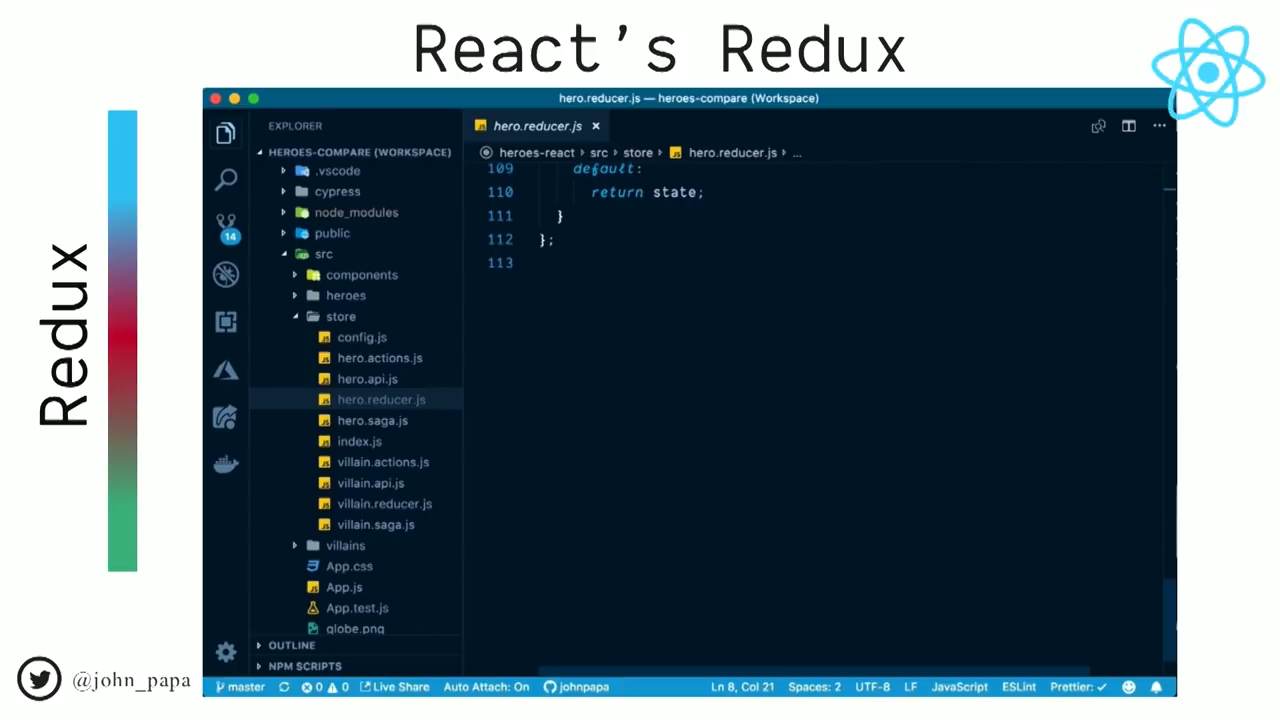 React's Redux
Redux
hero.reducer.js — heroes-compare (Workspace)
EXPLORER
HEROES-COMPARE (WORKSPACE)
.vscode
cypress
node_modules
public
src
components
heroes
store
config.js
hero.actions.js
hero.api.js
hero.reducer.js
hero.saga.js
index.js
villain.actions.js
villain.api.js
villain.reducer.js
villain.saga.js
villains
App.css
App.js
App.test.js
globe.png
OUTLINE
NPM SCRIPTS
14
hero.reducer.js ×
heroes-react › src › store › hero.reducer.js › ...
109 default:
110 return state;
111 }
112 };
113
master 0 0 Live Share Auto Attach: On johnpapa Ln 8, Col 21 Spaces: 2 UTF-8 LF JavaScript ESLint Prettier: ✓
@john_papa